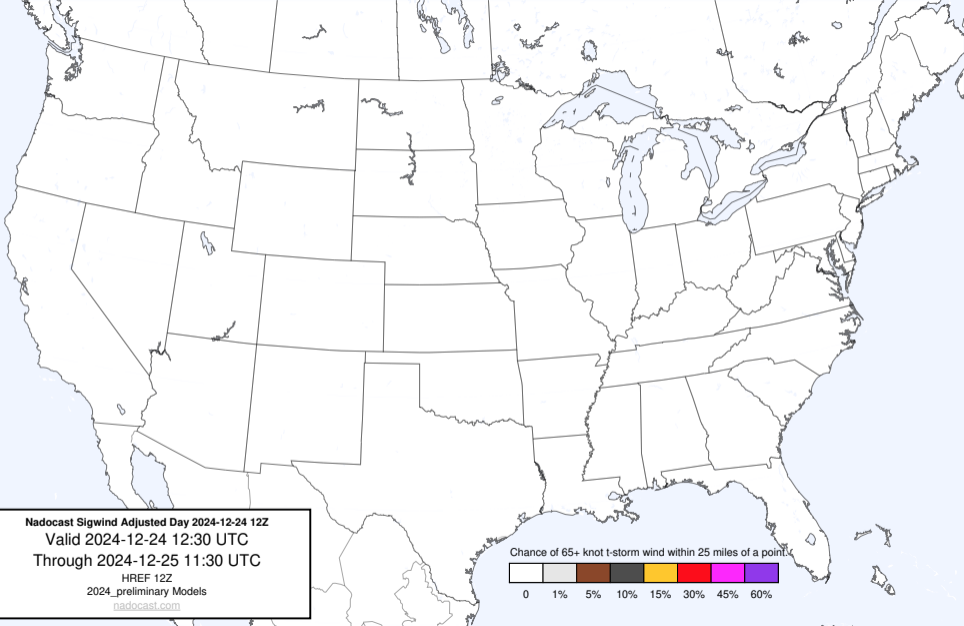 Nadocast Sigwind Adjusted Day 2024-12-24 12Z
Valid 2024-12-24 12:30 UTC
Through 2024-12-25 11:30 UTC
HREF 12Z
2024_preliminary Models
nadocast.com
Chance of 65+ knot t-storm wind within 25 miles of a point.
0 1% 5% 10% 15% 30% 45% 60%